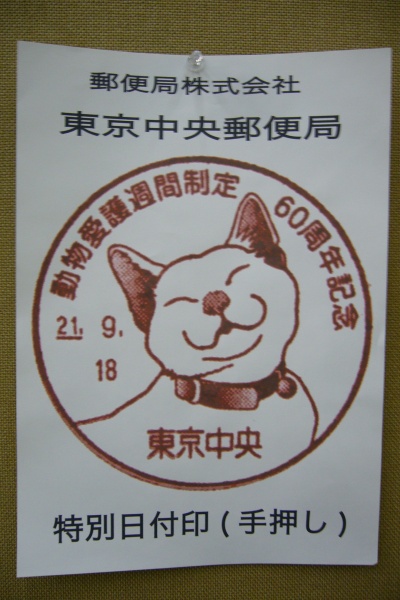 郵便局株式会社
東京中央郵便局
動物愛護週間制定 60周年記念
21. 9.
18
東京中央
特別日付印(手押し)